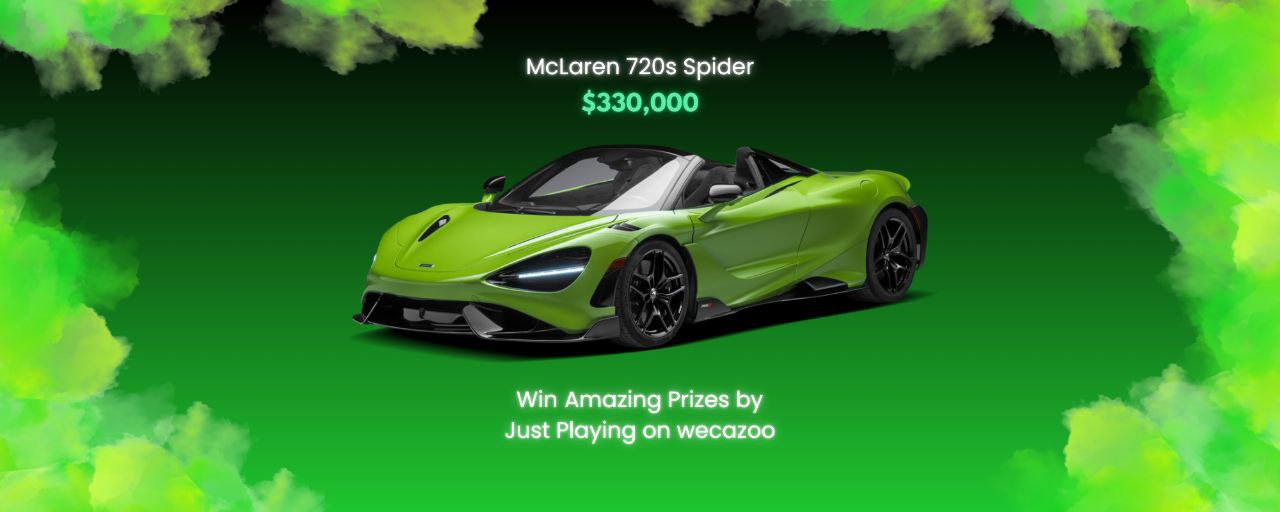 McLaren 720s Spider
$330,000
Win Amazing Prizes by
Just Playing on wecazoo